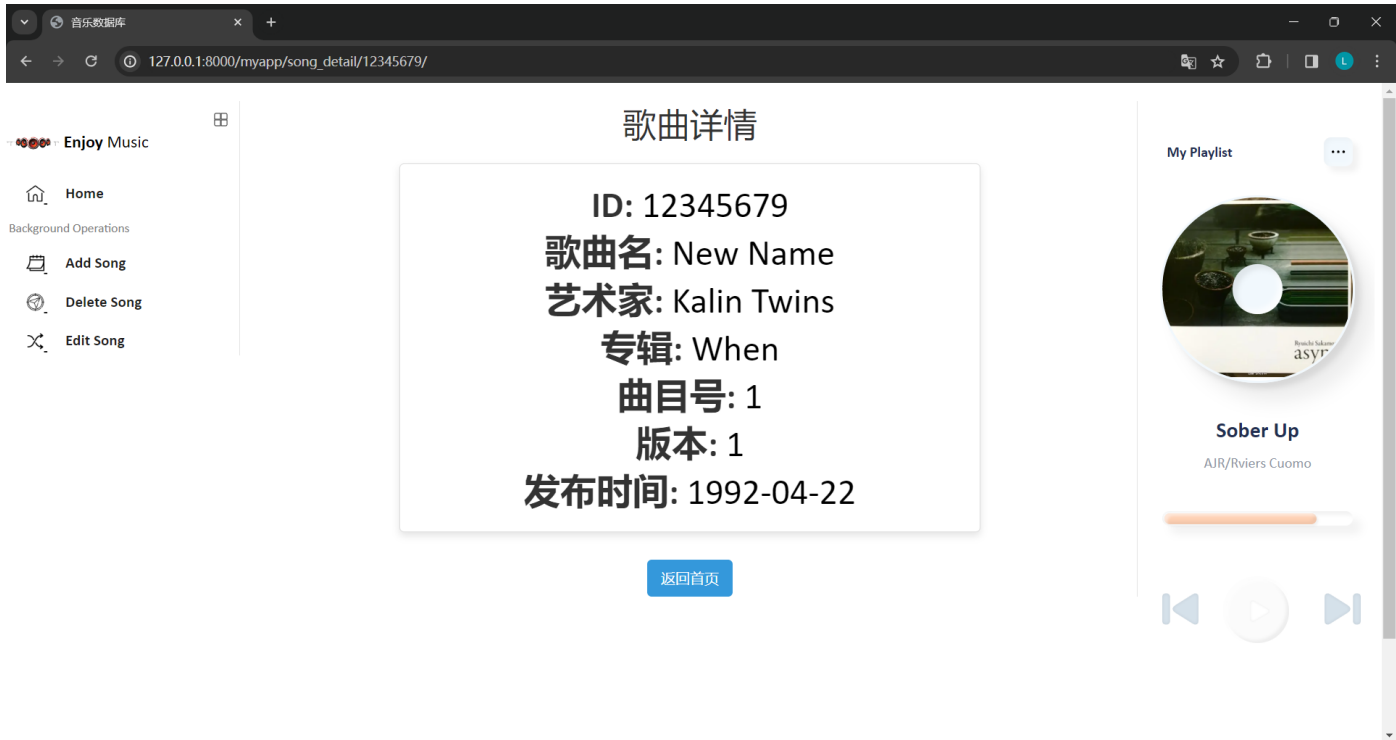 音乐数据库
127.0.0.1:8000/myapp/song_detail/12345679/
L
Enjoy Music
Home
Background Operations
Add Song
Delete Song
Edit Song
歌曲详情
ID: 12345679
歌曲名: New Name
艺术家: Kalin Twins
专辑: When
曲目号: 1
版本: 1
发布时间: 1992-04-22
返回首页
My Playlist
Sober Up
AJR/Rviers Cuomo